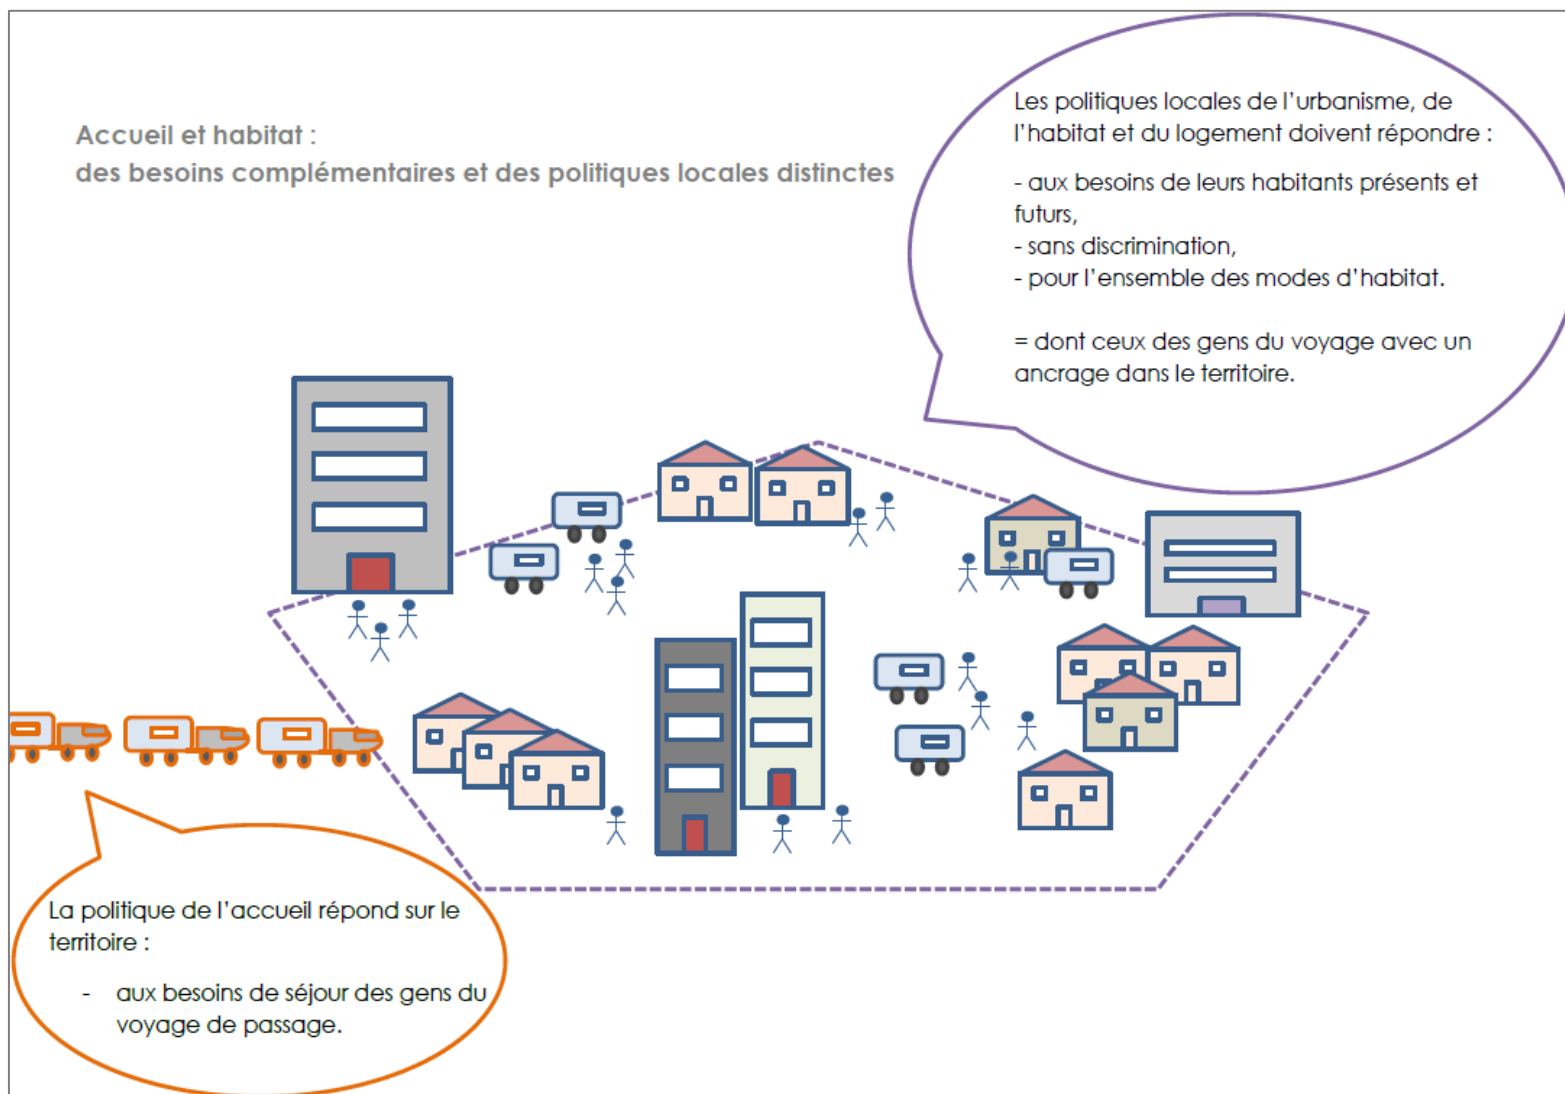 Accueil et habitat :
des besoins complémentaires et des politiques locales distinctes
Les politiques locales de l'urbanisme, de
l'habitat et du logement doivent répondre :
- aux besoins de leurs habitants présents et
futurs,
- sans discrimination,
- pour l'ensemble des modes d'habitat.
= dont ceux des gens du voyage avec un
ancrage dans le territoire.
La politique de l'accueil répond sur le
territoire :
- aux besoins de séjour des gens du
voyage de passage.